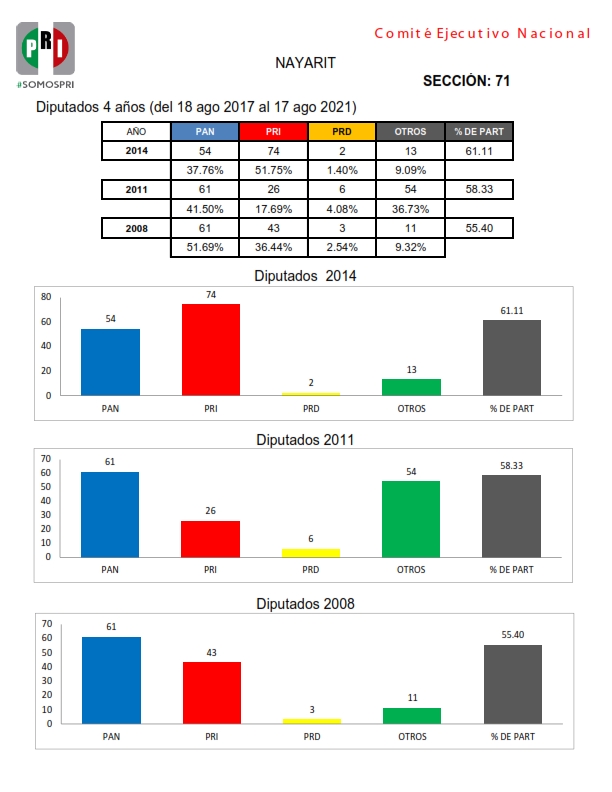 Comité Ejecutivo Nacional
PRI
#SOMOSPRI
NAYARIT
SECCIÓN: 71
Diputados 4 años (del 18 ago 2017 al 17 ago 2021)
AÑO PAN PRI PRD OTROS % DE PART
2014 54 74 2 13 61.11
37.76% 51.75% 1.40% 9.09%
2011 61 26 6 54 58.33
41.50% 17.69% 4.08% 36.73%
2008 61 43 3 11 55.40
51.69% 36.44% 2.54% 9.32%
Diputados 2014
80
60
40
20
0
54 74 2 13 61.11
PAN PRI PRD OTROS % DE PART
Diputados 2011
70
60
50
40
30
20
10
0
61 26 6 54 58.33
PAN PRI PRD OTROS % DE PART
Diputados 2008
70
60
50
40
30
20
10
0
61 43 3 11 55.40
PAN PRI PRD OTROS % DE PART